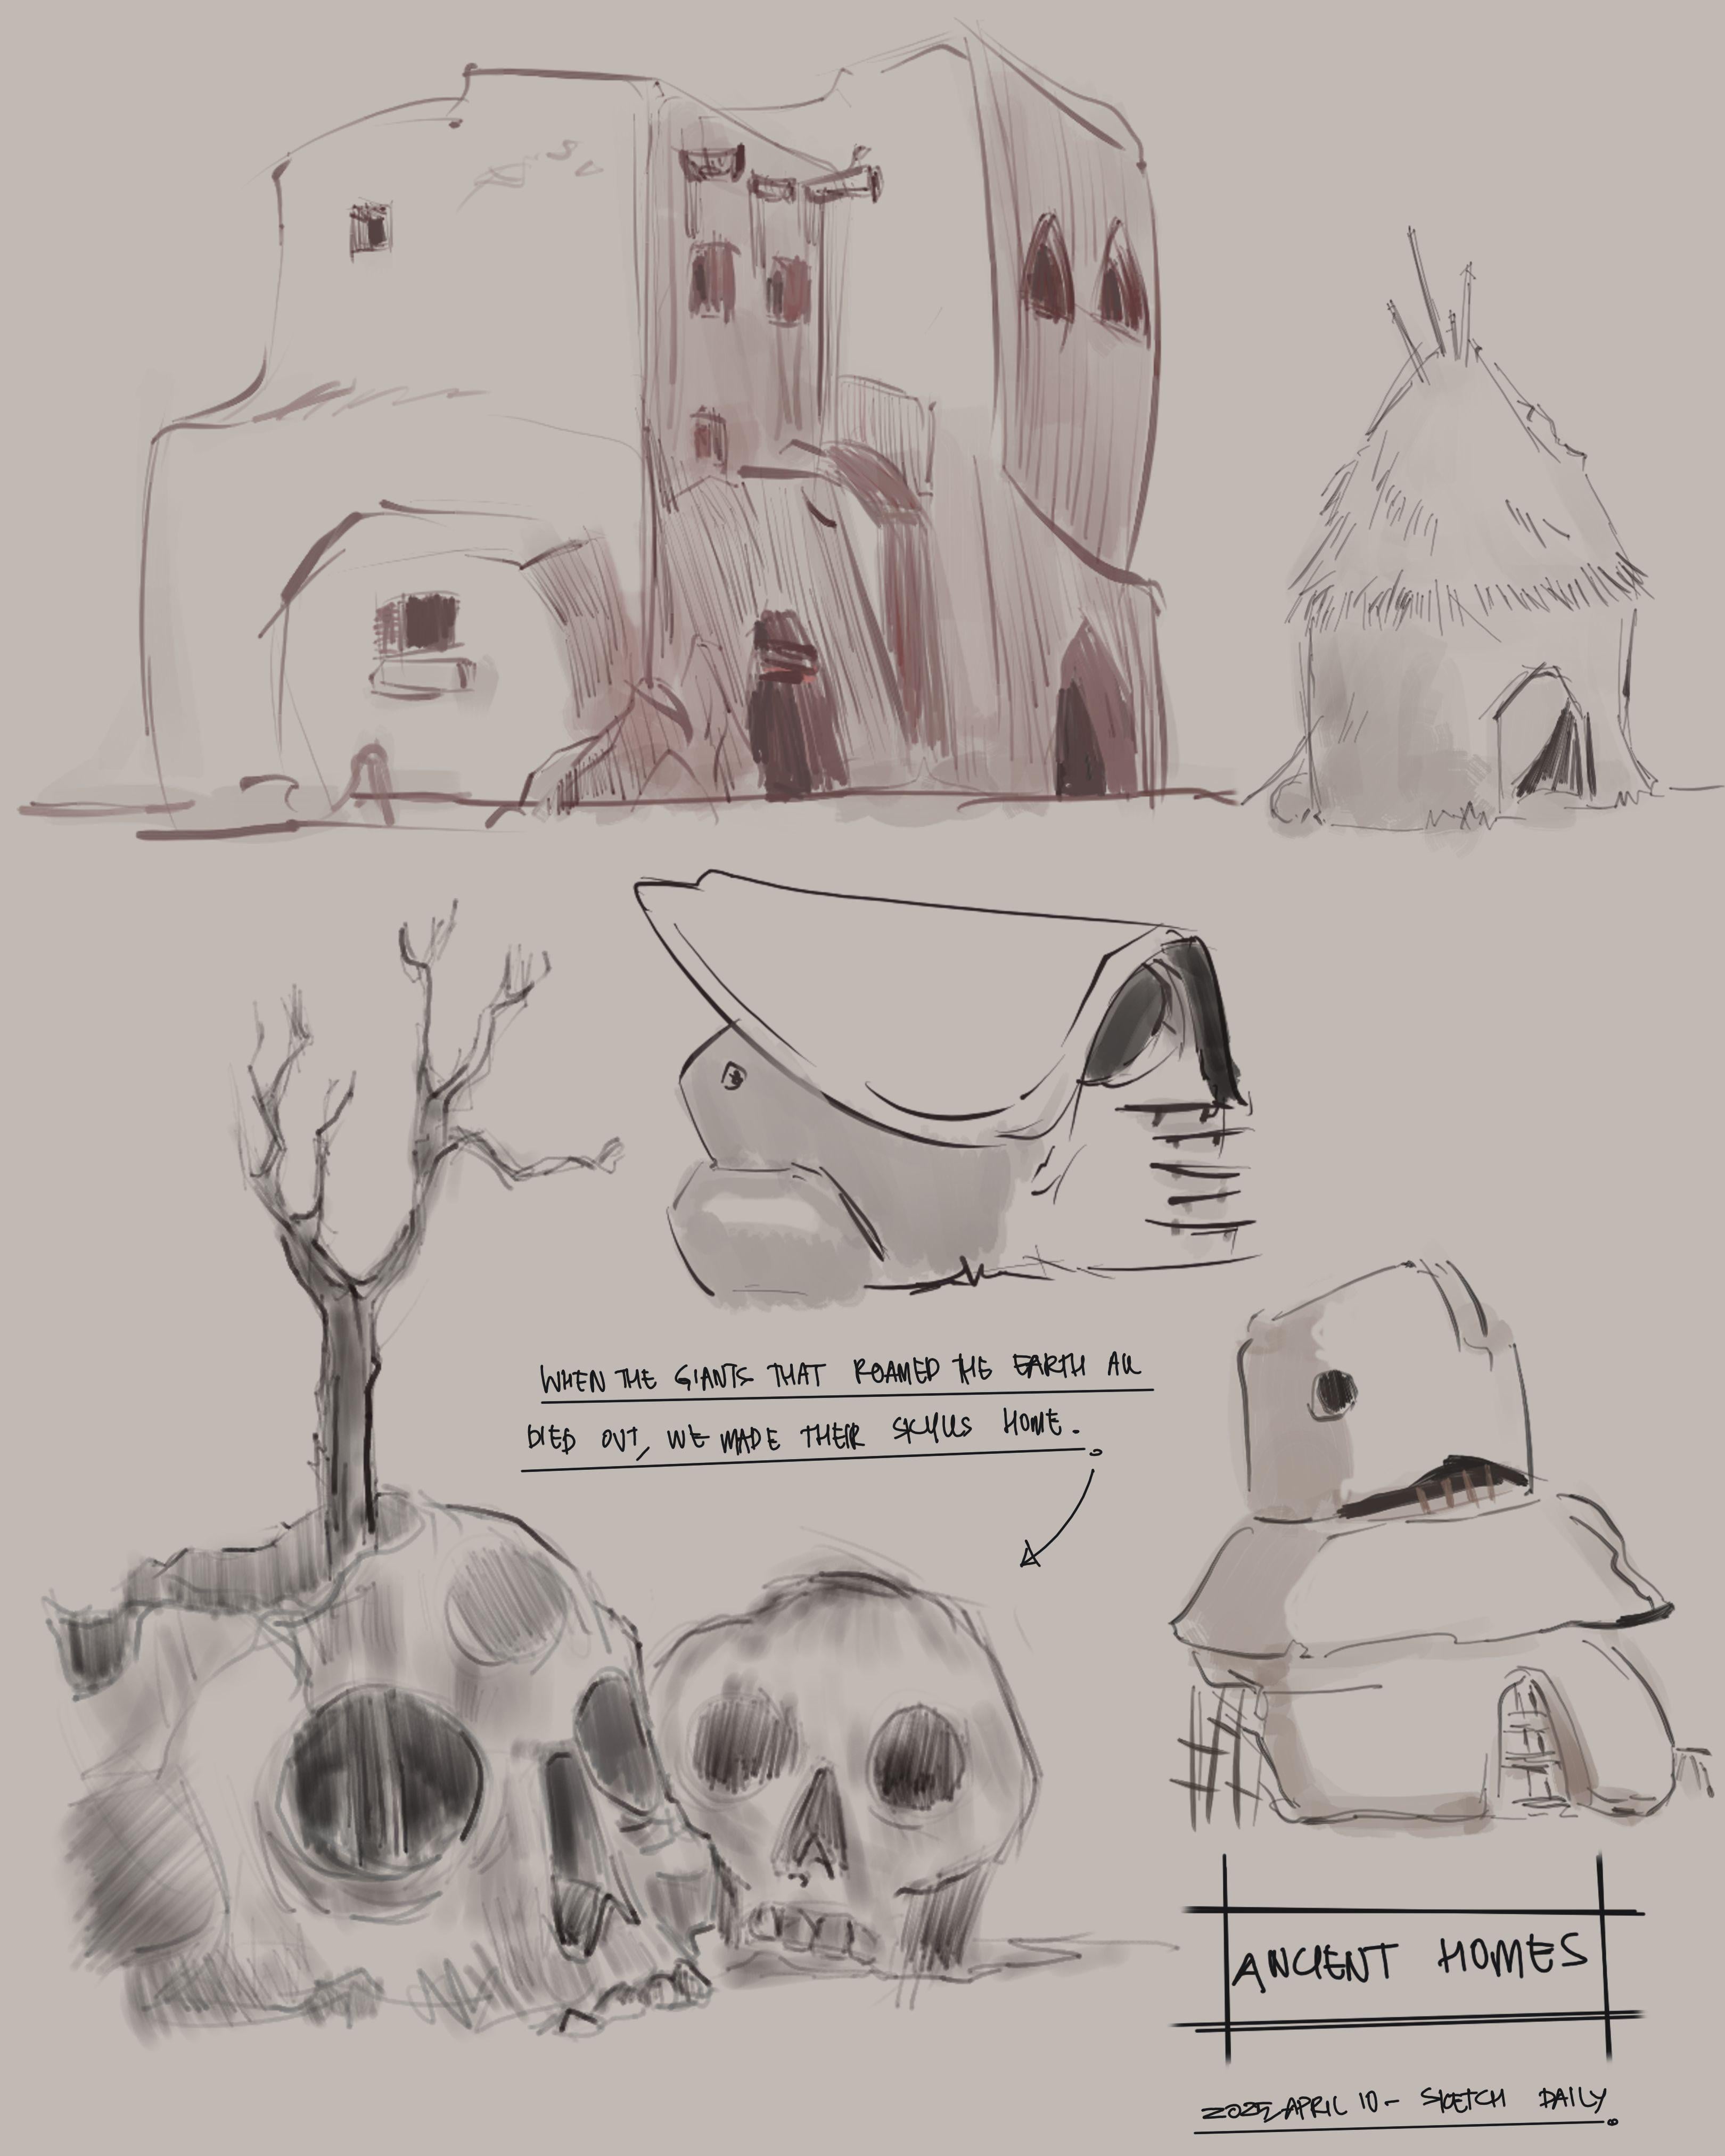 WHEN THE GIANTS THAT ROAMED THE EARTH ALL
DIED OUT, WE MADE THEIR SKULLS HOME.
ANCIENT HOMES
2025, APRIL 10 - SKETCH DAILY.